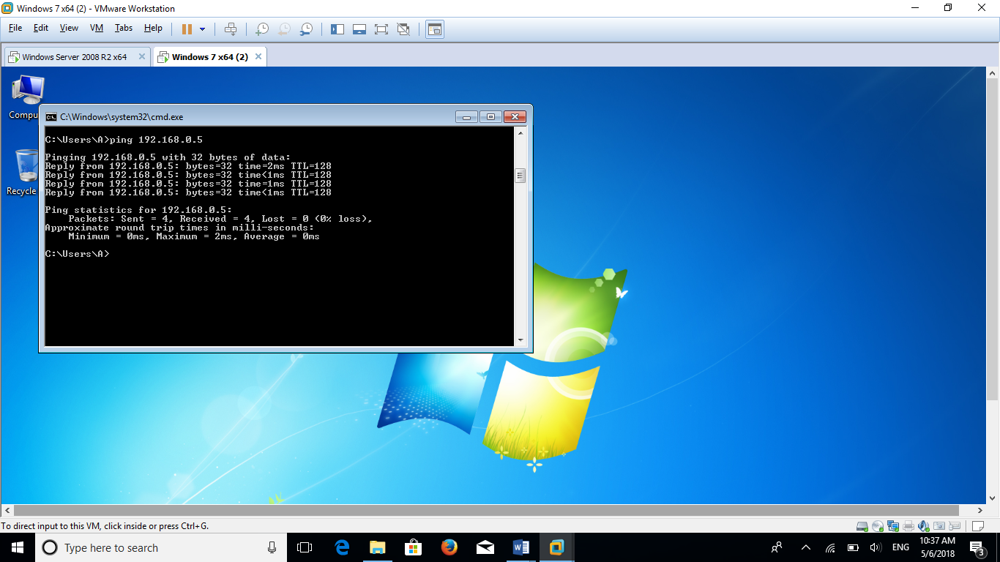 Windows 7 x64 (2) - VMware Workstation
File Edit View VM Tabs Help
Windows Server 2008 R2 x64 Windows 7 x64 (2)
Compu
Recycle
C:\Windows\system32\cmd.exe
C:\Users\A>ping 192.168.0.5
Pinging 192.168.0.5 with 32 bytes of data:
Reply from 192.168.0.5: bytes=32 time=2ms TTL=128
Reply from 192.168.0.5: bytes=32 time<1ms TTL=128
Reply from 192.168.0.5: bytes=32 time=1ms TTL=128
Reply from 192.168.0.5: bytes=32 time<1ms TTL=128
Ping statistics for 192.168.0.5:
    Packets: Sent = 4, Received = 4, Lost = 0 (0% loss),
Approximate round trip times in milli-seconds:
    Minimum = 0ms, Maximum = 2ms, Average = 0ms
C:\Users\A>
To direct input to this VM, click inside or press Ctrl+G.
Type here to search
ENG
10:37 AM
5/6/2018
3